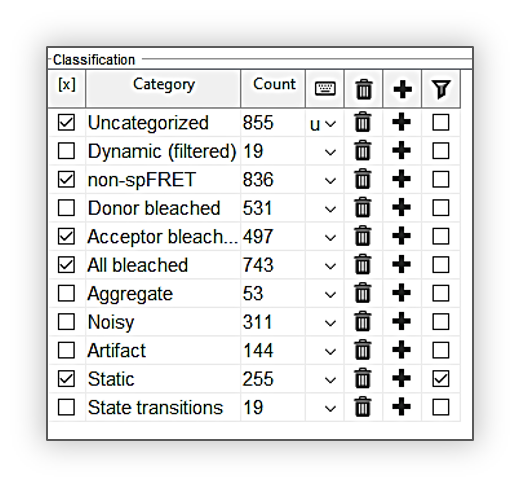 Classification
[x] Category Count
Uncategorized 855 u
Dynamic (filtered) 19
non-spFRET 836
Donor bleached 531
Acceptor bleach... 497
All bleached 743
Aggregate 53
Noisy 311
Artifact 144
Static 255
State transitions 19